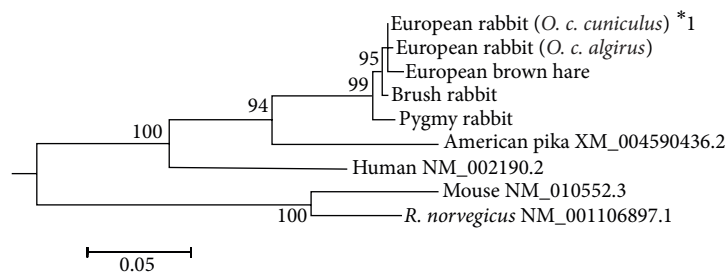 European rabbit (O. c. cuniculus) *1
European rabbit (O. c. algirus)
95
European brown hare
99
Brush rabbit
94
Pygmy rabbit
100
American pika XM_004590436.2
Human NM_002190.2
Mouse NM_010552.3
100
R. norvegicus NM_001106897.1
0.05